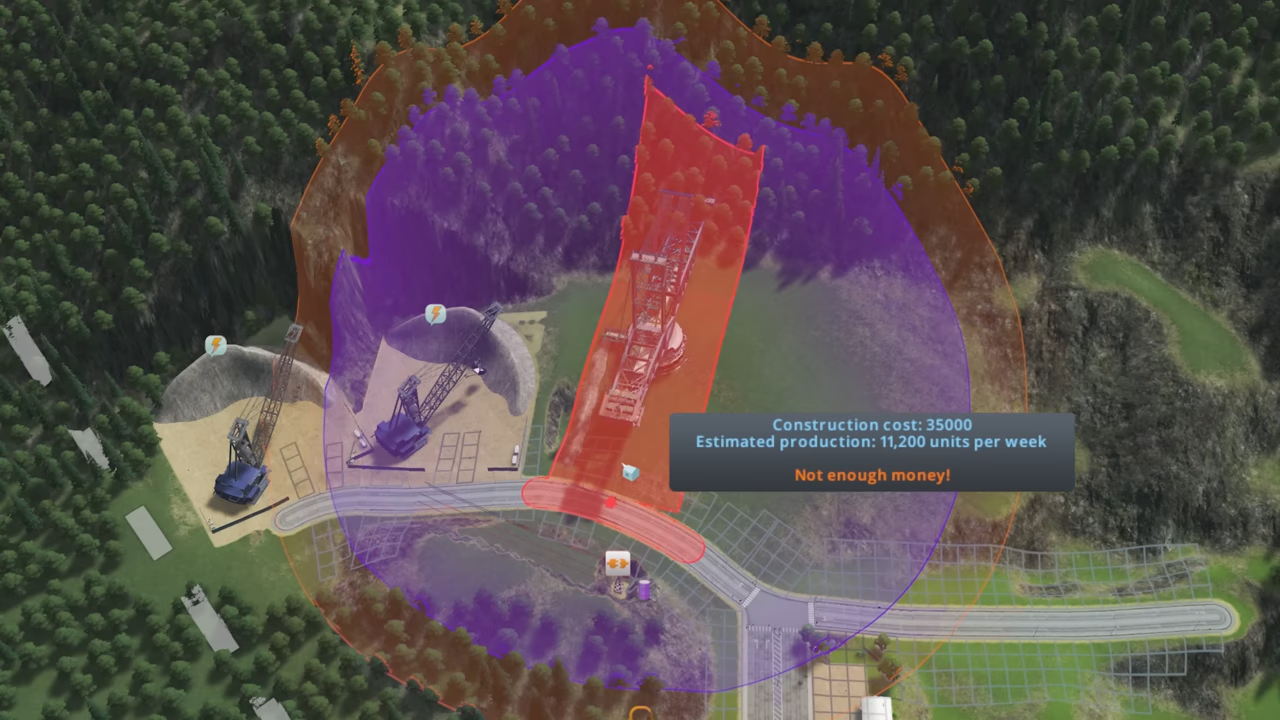 Construction cost: 35000
Estimated production: 11,200 units per week
Not enough money!